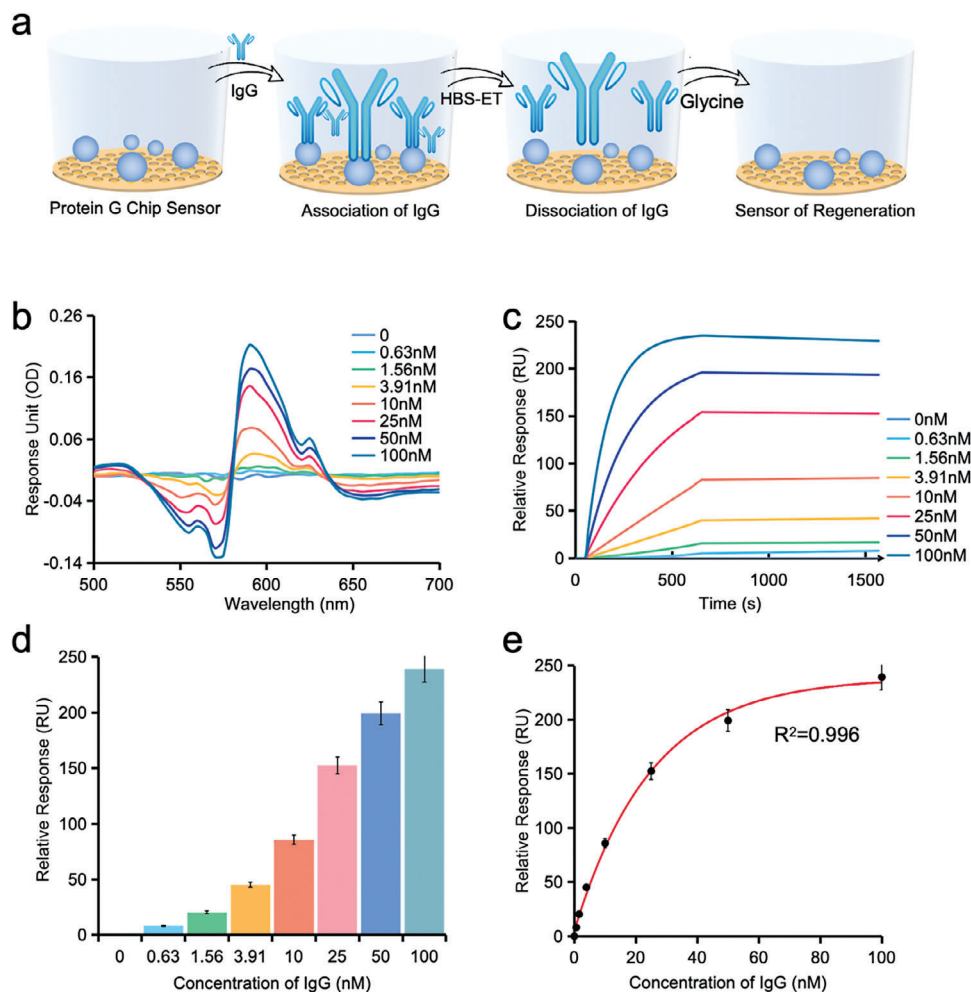 a
IgG
HBS-ET
Glycine
Protein G Chip Sensor
Association of IgG
Dissociation of IgG
Sensor of Regeneration
b
Response Unit (OD)
0.26
0.16
0.06
-0.04
-0.14
500
550
600
650
700
Wavelength (nm)
0
0.63nM
1.56nM
3.91nM
10nM
25nM
50nM
100nM
c
Relative Response (RU)
250
200
150
100
50
0
0
500
1000
1500
Time (s)
0nM
0.63nM
1.56nM
3.91nM
10nM
25nM
50nM
100nM
d
Relative Response (RU)
250
200
150
100
50
0
0
0.63
1.56
3.91
10
25
50
100
Concentration of IgG (nM)
e
Relative Response (RU)
250
200
150
100
50
0
R²=0.996
0
20
40
60
80
100
Concentration of IgG (nM)